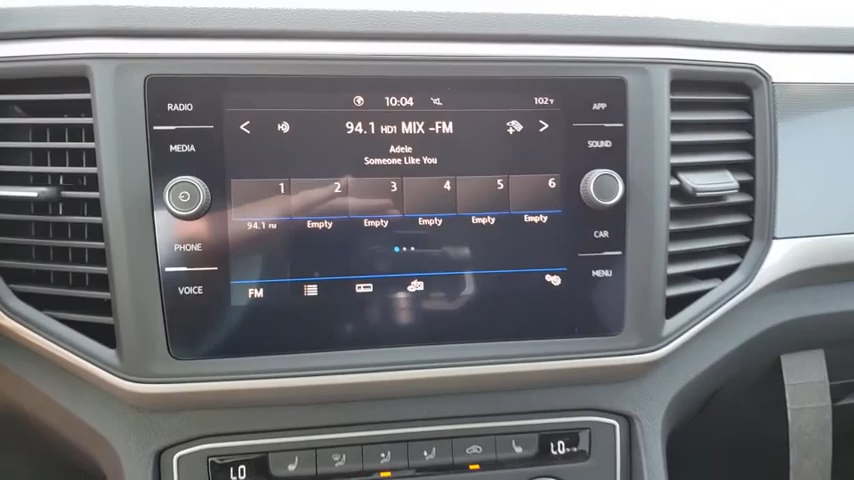 RADIO
MEDIA
PHONE
VOICE
10:04
102°F
94.1 HD1 MIX -FM
Adele
Someone Like You
1 2 3 4 5 6
94.1 FM Empty Empty Empty Empty Empty
FM
APP
SOUND
CAR
MENU
LO LO